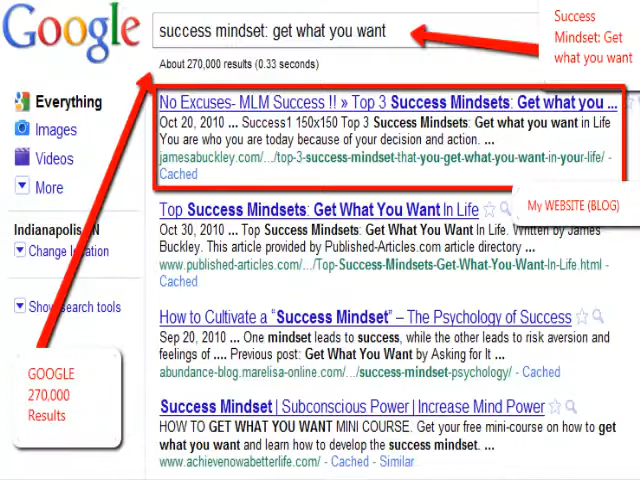 Google
success mindset: get what you want
About 270,000 results (0.33 seconds)
Success
Mindset: Get
what you want
Everything
Images
Videos
More
Indianapolis, IN
Change location
Show search tools
GOOGLE
270,000
Results
No Excuses- MLM Success !! » Top 3 Success Mindsets: Get what you ...
Oct 20, 2010 ... Success1 150x150 Top 3 Success Mindsets: Get what you want in Life
You are who you are today because of your decision and action. ...
jamesabuckley.com/.../top-3-success-mindset-that-you-get-what-you-want-in-your-life/ -
Cached
My WEBSITE (BLOG)
Top Success Mindsets: Get What You Want In Life
Oct 30, 2010 ... Top Success Mindsets: Get What You Want In Life. Written by James
Buckley. This article provided by Published-Articles.com article directory ...
www.published-articles.com/.../Top-Success-Mindsets-Get-What-You-Want-In-Life.html -
Cached
How to Cultivate a “Success Mindset” – The Psychology of Success
Sep 20, 2010 ... One mindset leads to success, while the other leads to risk aversion and
feelings of .... Previous post: Get What You Want by Asking for It ...
abundance-blog.marelisa-online.com/.../success-mindset-psychology/ - Cached
Success Mindset | Subconscious Power | Increase Mind Power
HOW TO GET WHAT YOU WANT MINI COURSE. Get your free mini-course on how to get
what you want and learn how to develop the success mindset. ...
www.achievenowabetterlife.com/ - Cached - Similar